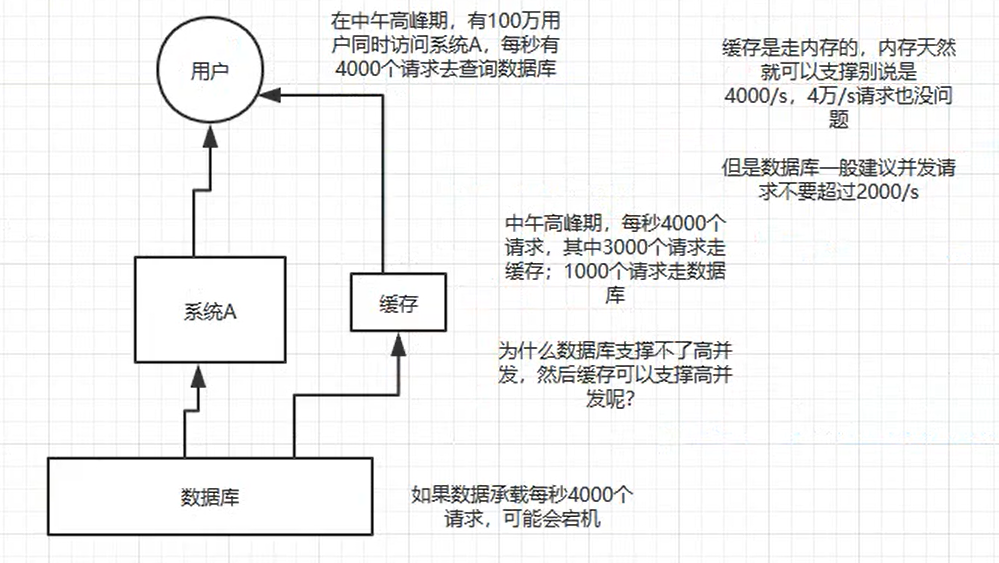 在中午高峰期，有100万用
户同时访问系统A，每秒有
4000个请求去查询数据库
用户
缓存是走内存的，内存天然
就可以支撑别说是
4000/s，4万/s请求也没问
题
但是数据库一般建议并发请
求不要超过2000/s
中午高峰期，每秒4000个
请求，其中3000个请求走
缓存；1000个请求走数据
库
系统A
缓存
为什么数据库支撑不了高并
发，然后缓存可以支撑高并
发呢？
数据库
如果数据承载每秒4000个
请求，可能会宕机